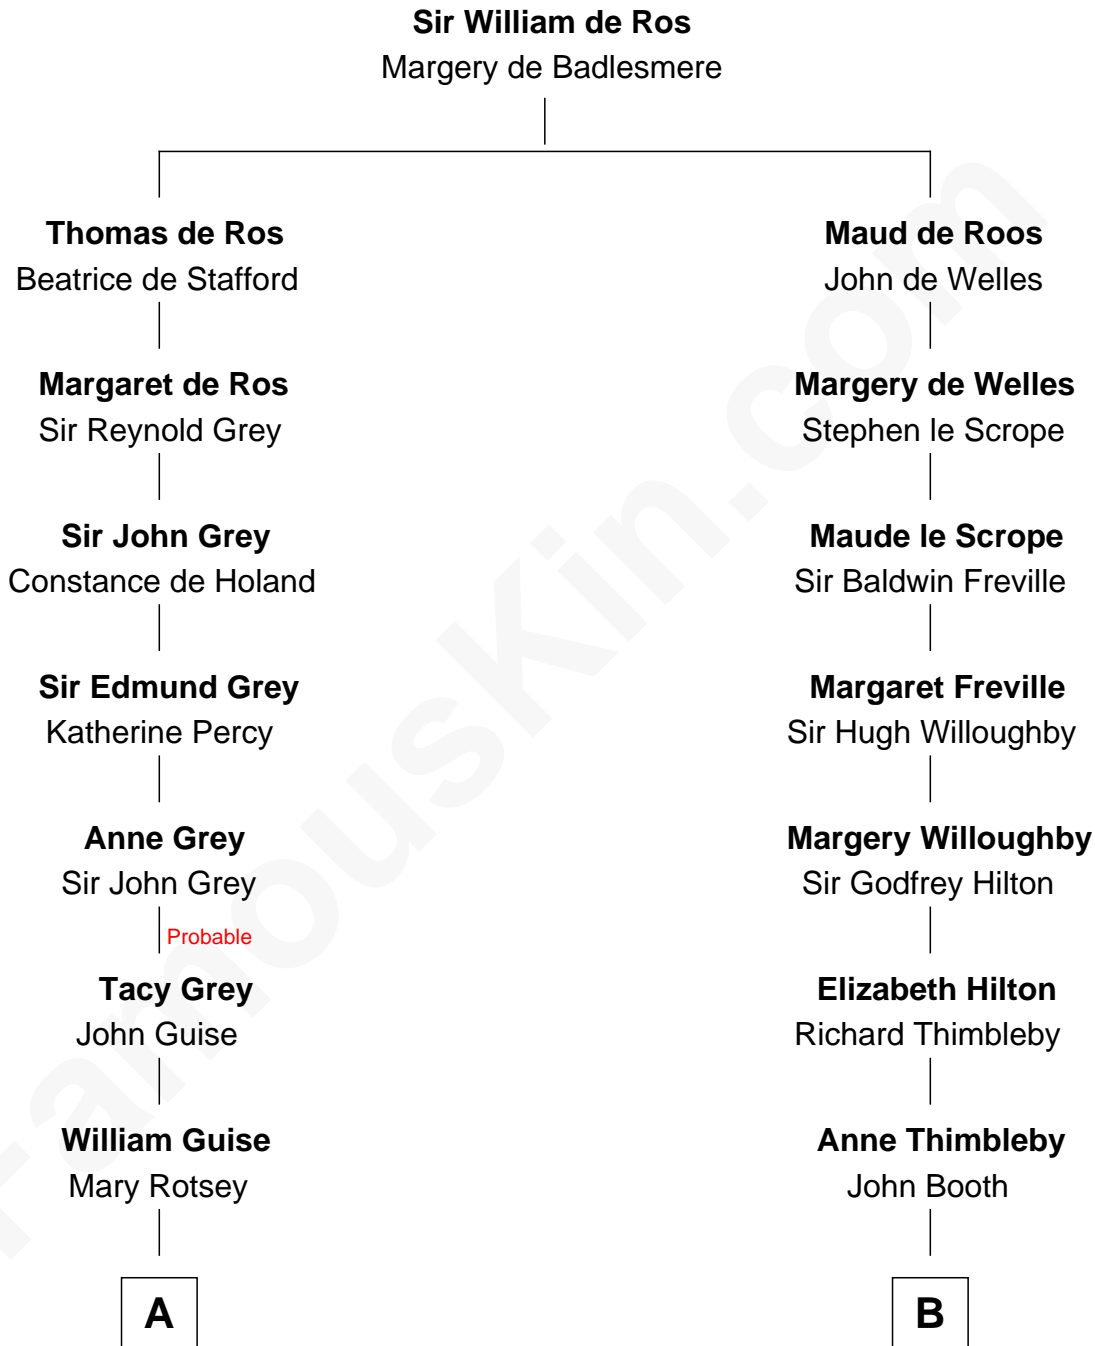 Sir William de Ros
Margery de Badlesmere
Thomas de Ros
Beatrice de Stafford
Margaret de Ros
Sir Reynold Grey
Sir John Grey
Constance de Holand
Sir Edmund Grey
Katherine Percy
Anne Grey
Sir John Grey
Probable
Tacy Grey
John Guise
William Guise
Mary Rotsey
A
Maud de Roos
John de Welles
Margery de Welles
Stephen le Scrope
Maude le Scrope
Sir Baldwin Freville
Margaret Freville
Sir Hugh Willoughby
Margery Willoughby
Sir Godfrey Hilton
Elizabeth Hilton
Richard Thimbleby
Anne Thimbleby
John Booth
B
FamousKin.com